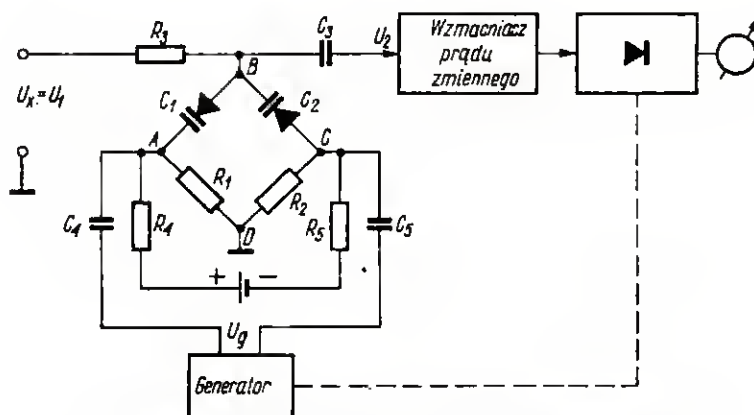 R3
C3
U2
Wzmacniacz
prądu
zmiennego
B
Ux=U1
C1
C2
A
C
R1
R2
C4
R4
D
R5
C5
+
−
Ug
Generator